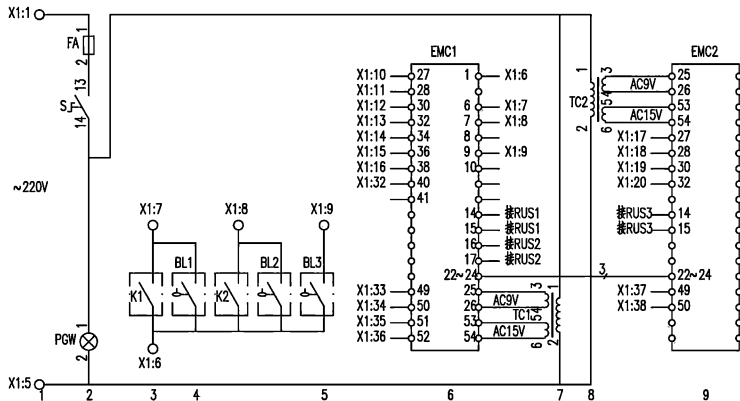 X1:1
FA
1
2
13
S
14
~220V
PGW
1
2
X1:5
X1:7
X1:8
X1:9
K1
BL1
K2
BL2
BL3
X1:6
EMC1
X1:10 27 1 X1:6
X1:11 28
X1:12 30 6 X1:7
X1:13 32 7 X1:8
X1:14 34 8
X1:15 36 9 X1:9
X1:16 38 10
X1:32 40
41
14 接RUS1
15 接RUS1
16 接RUS2
17 接RUS2
22~24
X1:33 49 25 AC9V
X1:34 50 26
X1:35 51 53 AC15V
X1:36 52 54
3
54
6
TC1
1
2
3
1
TC2
2
3
54
6
AC9V
AC15V
EMC2
25
26
53
54
X1:17 27
X1:18 28
X1:19 30
X1:20 32
接RUS3 14
接RUS3 15
22~24
X1:37 49
X1:38 50
1 2 3 4 5 6 7 8 9